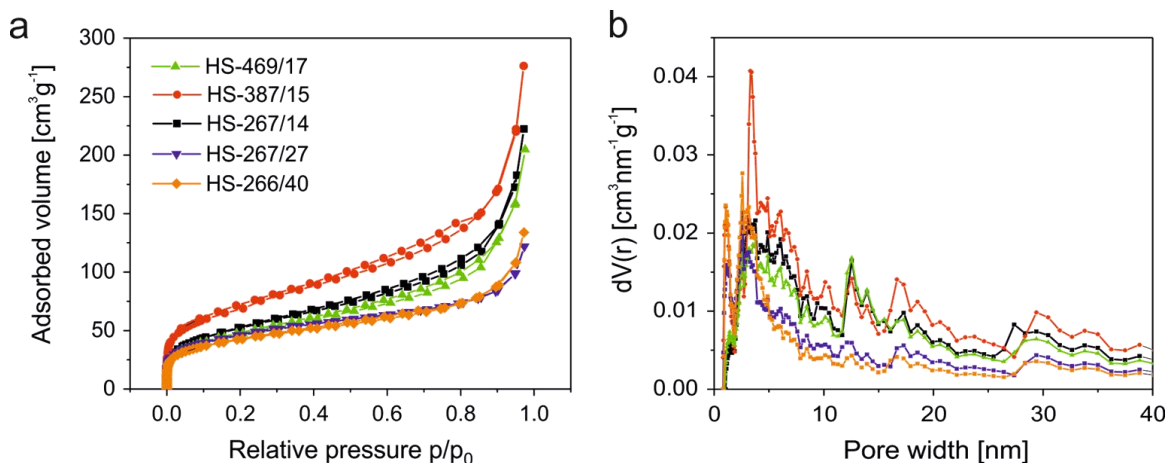 a
300
250
200
150
100
50
0
Adsorbed volume [cm³g⁻¹]
HS-469/17
HS-387/15
HS-267/14
HS-267/27
HS-266/40
0.0 0.2 0.4 0.6 0.8 1.0
Relative pressure p/p₀
b
0.04
0.03
0.02
0.01
0.00
dV(r) [cm³nm⁻¹g⁻¹]
0 10 20 30 40
Pore width [nm]